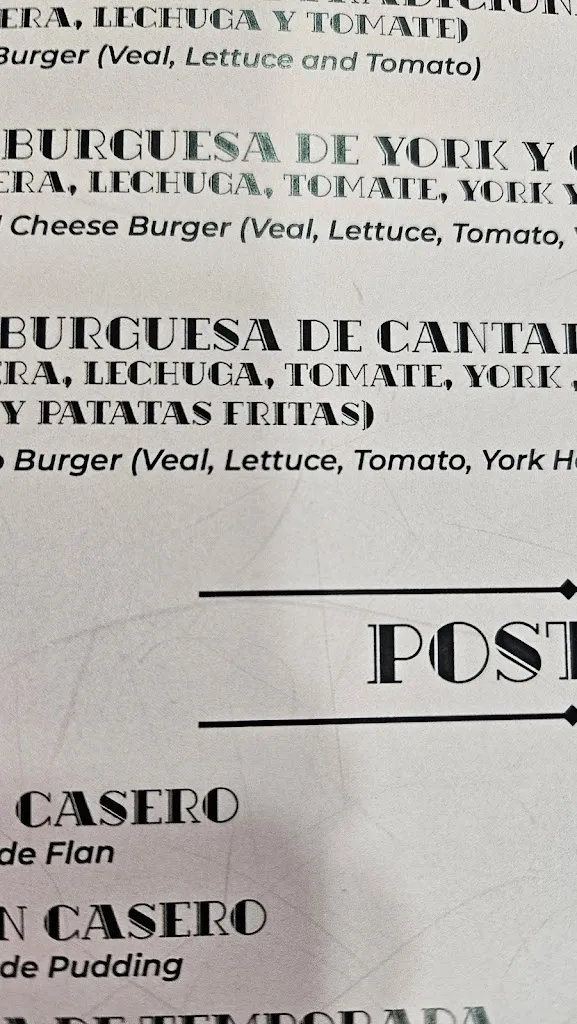 ERA, LECHUGA Y TOMATE)
Burger (Veal, Lettuce and Tomato)
BURGUESA DE YORK Y
ERA, LECHUGA, TOMATE, YORK Y
Cheese Burger (Veal, Lettuce, Tomato,
BURGUESA DE CANTA
ERA, LECHUGA, TOMATE, YORK,
Y PATATAS FRITAS)
Burger (Veal, Lettuce, Tomato, York H
POST
CASERO
de Flan
N CASERO
de Pudding
DE TEMPORADA